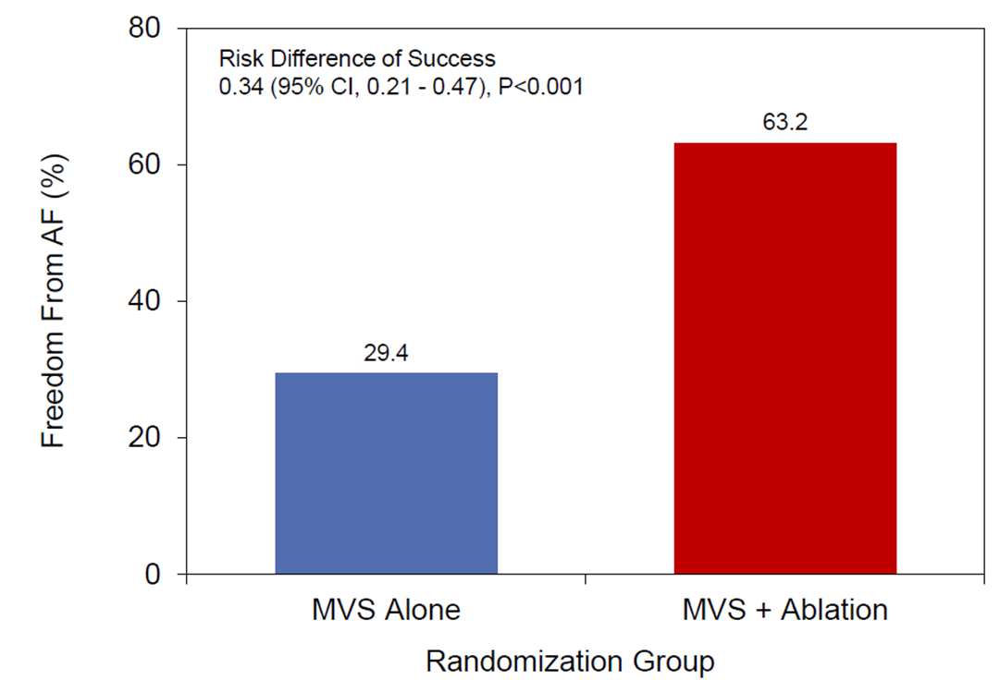 80
Risk Difference of Success
0.34 (95% CI, 0.21 - 0.47), P<0.001
63.2
60
Freedom From AF (%)
40
29.4
20
0
MVS Alone
MVS + Ablation
Randomization Group